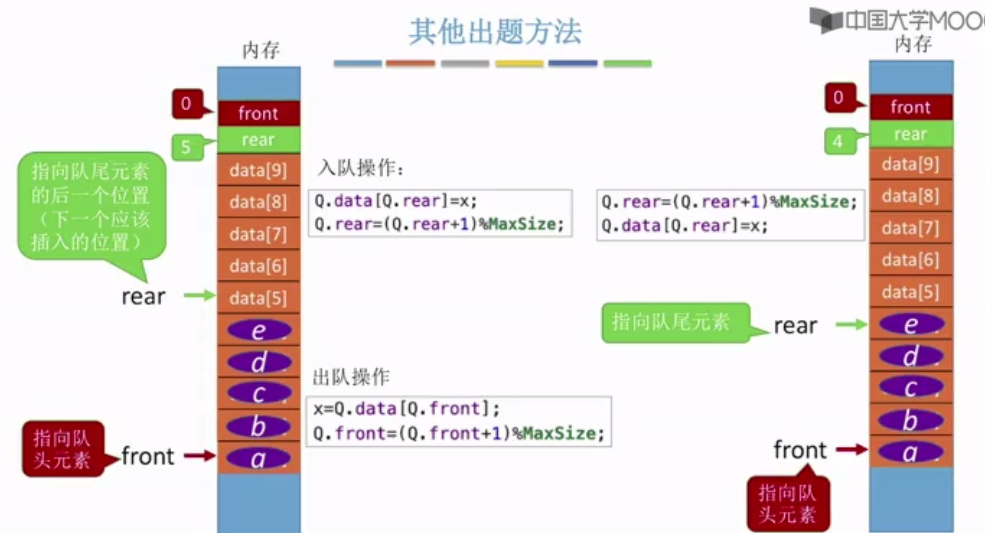 其他出题方法
中国大学MOO
内存
0
front
5
rear
指向队尾元素
的后一个位置
（下一个应该
插入的位置）
data[9]
data[8]
data[7]
data[6]
rear
data[5]
e
d
c
b
指向队
头元素
front
a
入队操作：
Q.data[Q.rear]=x;
Q.rear=(Q.rear+1)%MaxSize;
Q.rear=(Q.rear+1)%MaxSize;
Q.data[Q.rear]=x;
出队操作
x=Q.data[Q.front];
Q.front=(Q.front+1)%MaxSize;
内存
0
front
4
rear
data[9]
data[8]
data[7]
data[6]
data[5]
指向队尾元素
rear
e
d
c
b
front
a
指向队
头元素